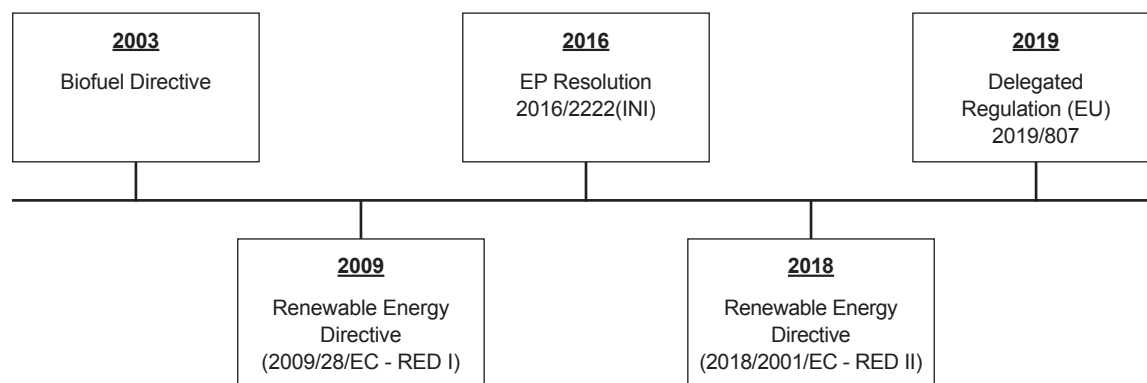 2003
Biofuel Directive
2016
EP Resolution
2016/2222(INI)
2019
Delegated
Regulation (EU)
2019/807
2009
Renewable Energy
Directive
(2009/28/EC - RED I)
2018
Renewable Energy
Directive
(2018/2001/EC - RED II)